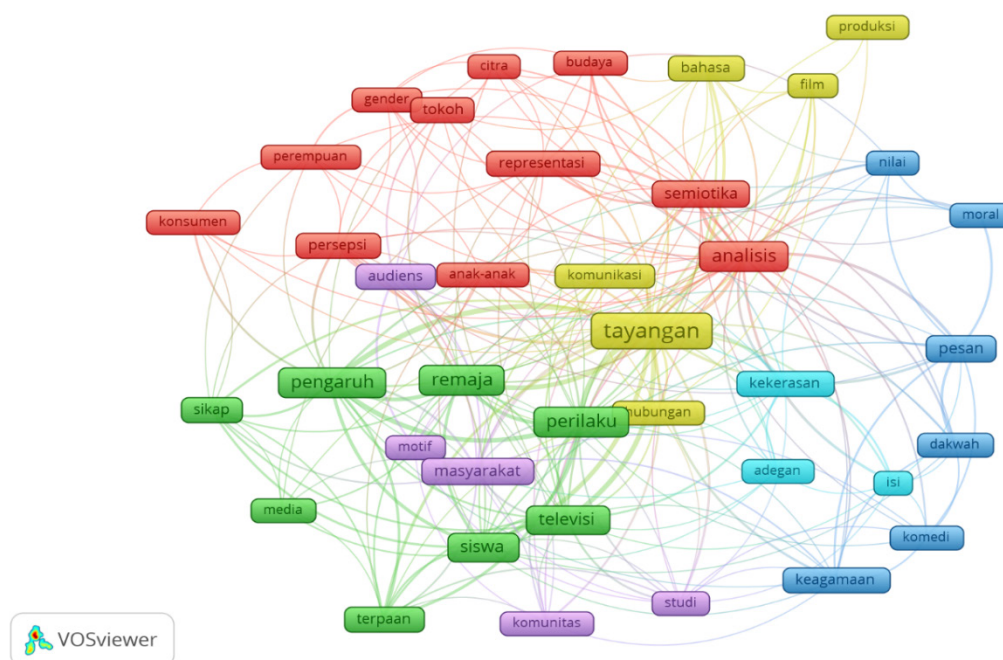 produksi
citra
budaya
bahasa
film
gender
tokoh
perempuan
representasi
nilai
semiotika
moral
konsumen
persepsi
analisis
audiens
anak-anak
komunikasi
tayangan
pesan
pengaruh
remaja
kekerasan
sikap
perilaku
hubungan
motif
dakwah
masyarakat
adegan
isi
media
televisi
komedi
siswa
keagamaan
studi
terpaan
komunitas
VOSviewer